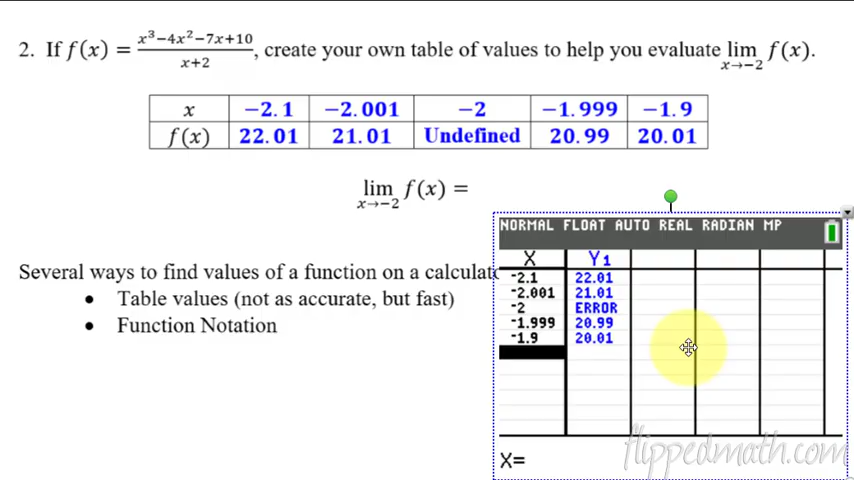 2. If f(x) = \frac{x³−4x²−7x+10}{x+2}, create your own table of values to help you evaluate \lim_{x→−2} f(x).
x −2.1 −2.001 −2 −1.999 −1.9
f(x) 22.01 21.01 Undefined 20.99 20.01
\lim_{x→−2} f(x) =
Several ways to find values of a function on a calculat
• Table values (not as accurate, but fast)
• Function Notation
NORMAL FLOAT AUTO REAL RADIAN MP
X Y1
-2.1 22.01
-2.001 21.01
-2 ERROR
-1.999 20.99
-1.9 20.01
X=
flippedmath.com